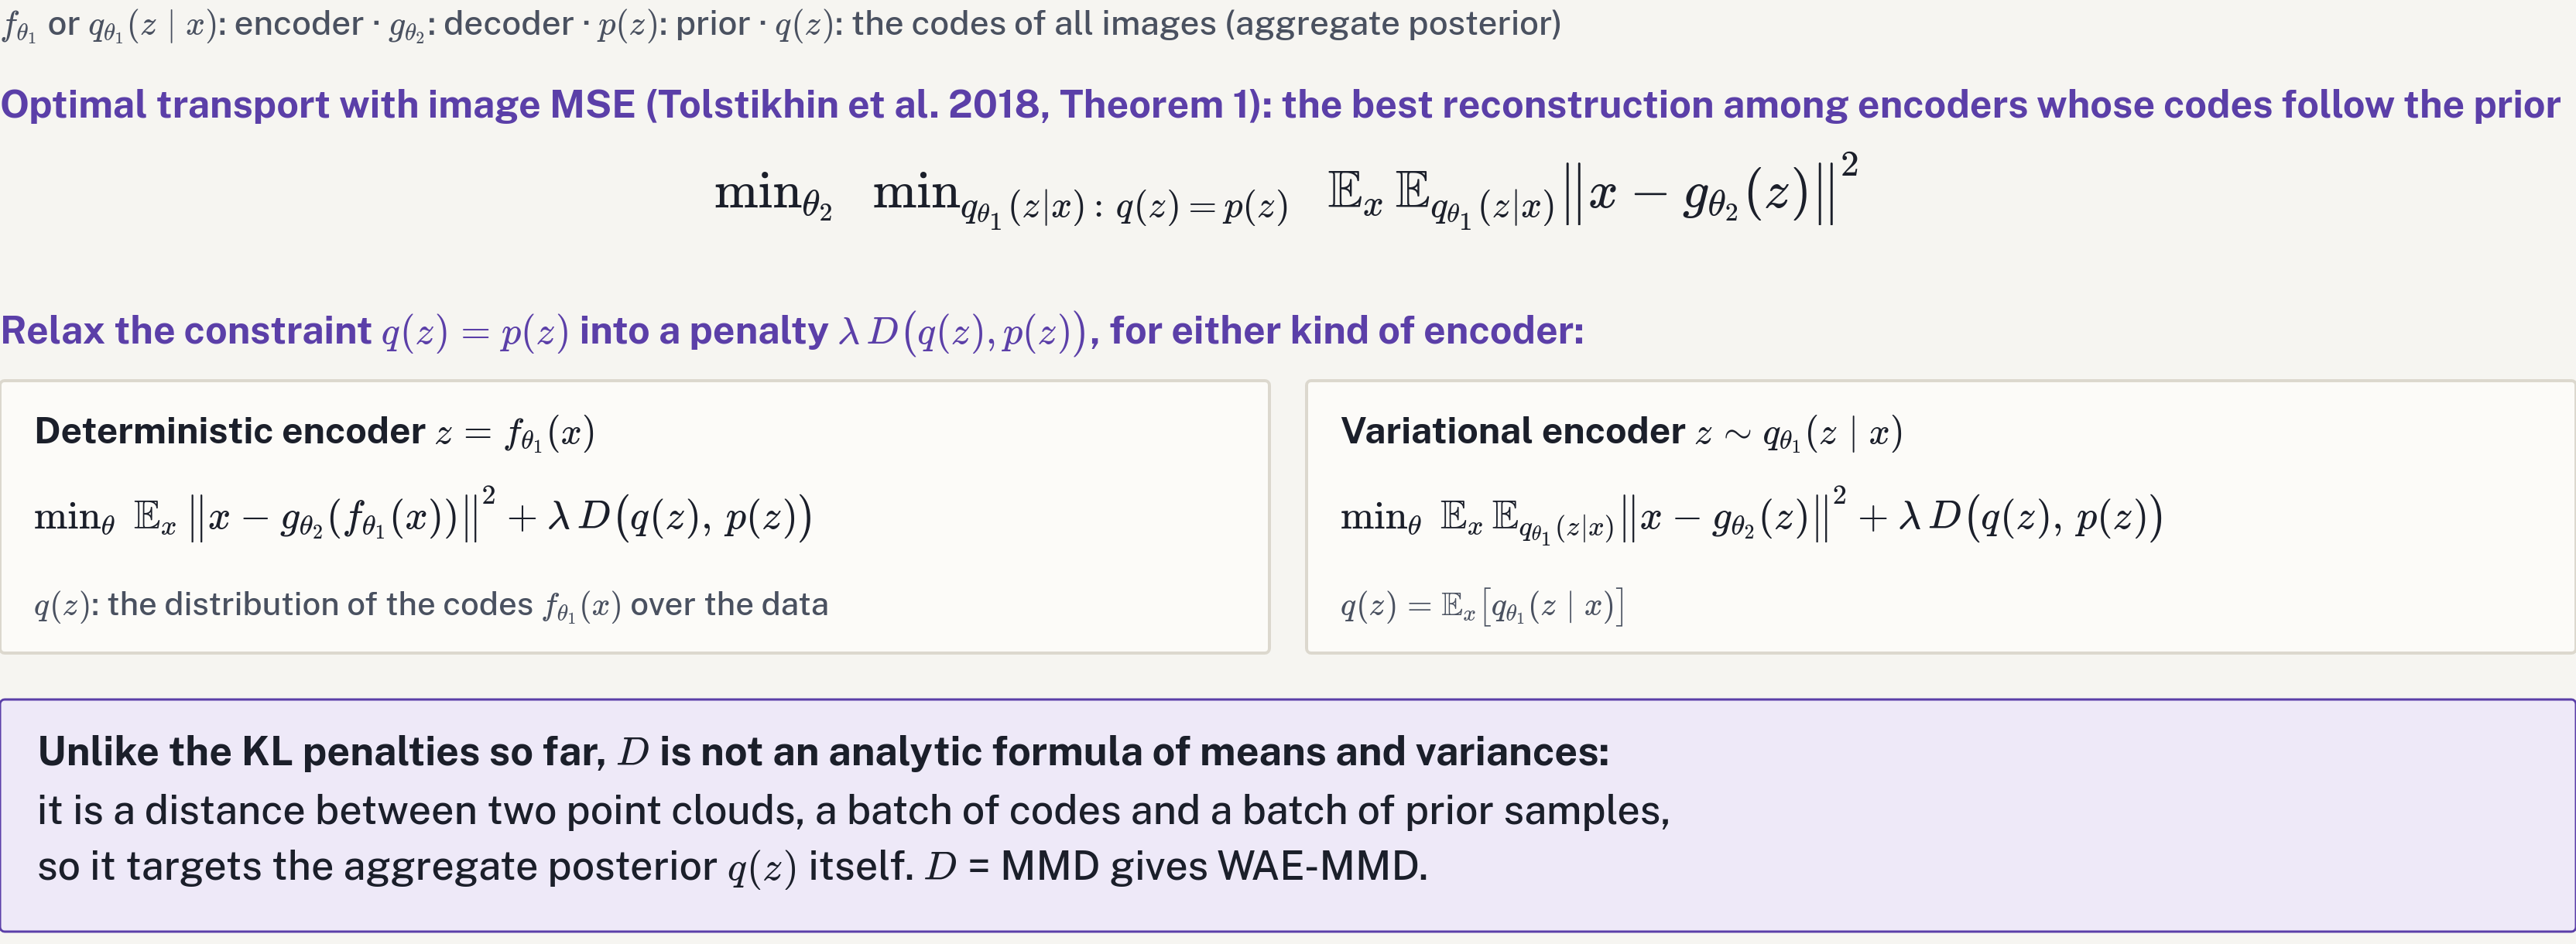 f_{θ_1} or q_{θ_1}(z | x): encoder · g_{θ_2}: decoder · p(z): prior · q(z): the codes of all images (aggregate posterior)
Optimal transport with image MSE (Tolstikhin et al. 2018, Theorem 1): the best reconstruction among encoders whose codes follow the prior
min_{θ_2} min_{q_{θ_1}(z|x) : q(z) = p(z)} 𝔼_x 𝔼_{q_{θ_1}(z|x)} ‖x − g_{θ_2}(z)‖²
Relax the constraint q(z) = p(z) into a penalty λ D(q(z), p(z)), for either kind of encoder:
Deterministic encoder z = f_{θ_1}(x)
min_θ 𝔼_x ‖x − g_{θ_2}(f_{θ_1}(x))‖² + λ D(q(z), p(z))
q(z): the distribution of the codes f_{θ_1}(x) over the data
Variational encoder z ∼ q_{θ_1}(z | x)
min_θ 𝔼_x 𝔼_{q_{θ_1}(z|x)} ‖x − g_{θ_2}(z)‖² + λ D(q(z), p(z))
q(z) = 𝔼_x[q_{θ_1}(z | x)]
Unlike the KL penalties so far, D is not an analytic formula of means and variances:
it is a distance between two point clouds, a batch of codes and a batch of prior samples,
so it targets the aggregate posterior q(z) itself. D = MMD gives WAE-MMD.